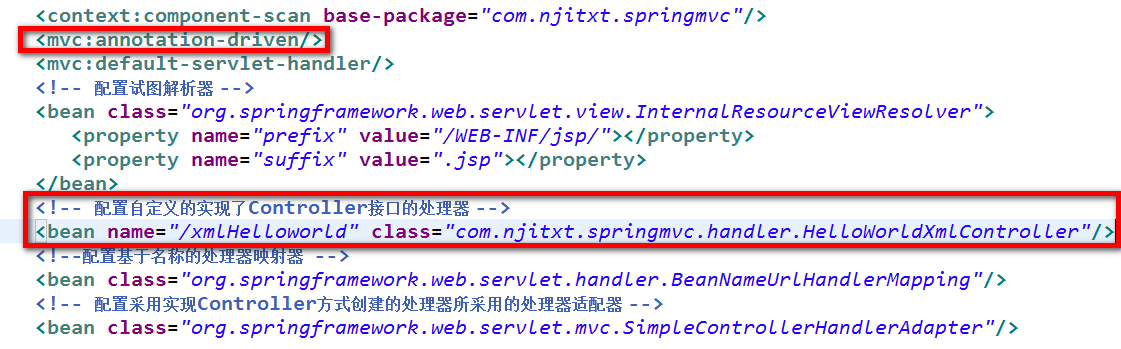 <context:component-scan base-package="com.njitxt.springmvc"/>
<mvc:annotation-driven/>
<mvc:default-servlet-handler/>
<!-- 配置试图解析器 -->
<bean class="org.springframework.web.servlet.view.InternalResourceViewResolver">
<property name="prefix" value="/WEB-INF/jsp/"></property>
<property name="suffix" value=".jsp"></property>
</bean>
<!-- 配置自定义的实现了Controller接口的处理器 -->
<bean name="/xmlHelloworld" class="com.njitxt.springmvc.handler.HelloWorldXmlController"/>
<!--配置基于名称的处理器映射器 -->
<bean class="org.springframework.web.servlet.handler.BeanNameUrlHandlerMapping"/>
<!-- 配置采用实现Controller方式创建的处理器所采用的处理器适配器 -->
<bean class="org.springframework.web.servlet.mvc.SimpleControllerHandlerAdapter"/>